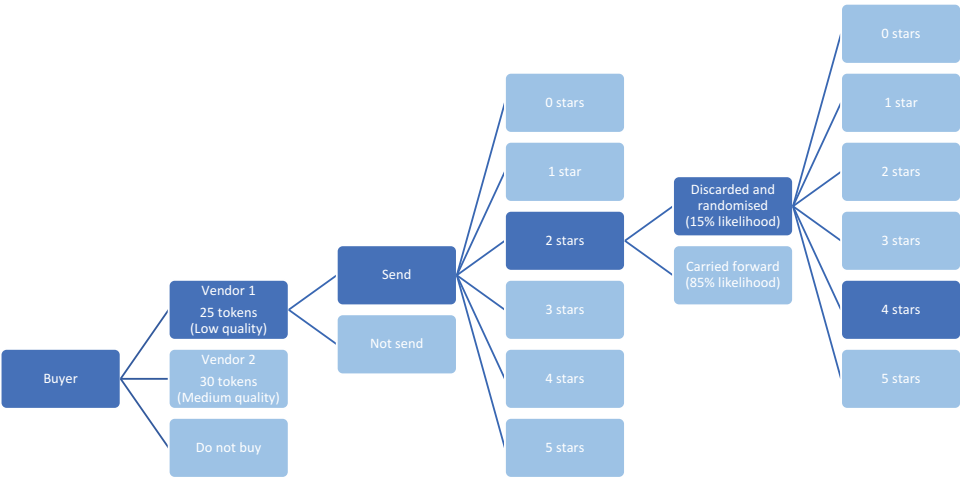 Buyer
Vendor 1
25 tokens
(Low quality)
Vendor 2
30 tokens
(Medium quality)
Do not buy
Send
Not send
0 stars
1 star
2 stars
3 stars
4 stars
5 stars
Discarded and
randomised
(15% likelihood)
Carried forward
(85% likelihood)
0 stars
1 star
2 stars
3 stars
4 stars
5 stars